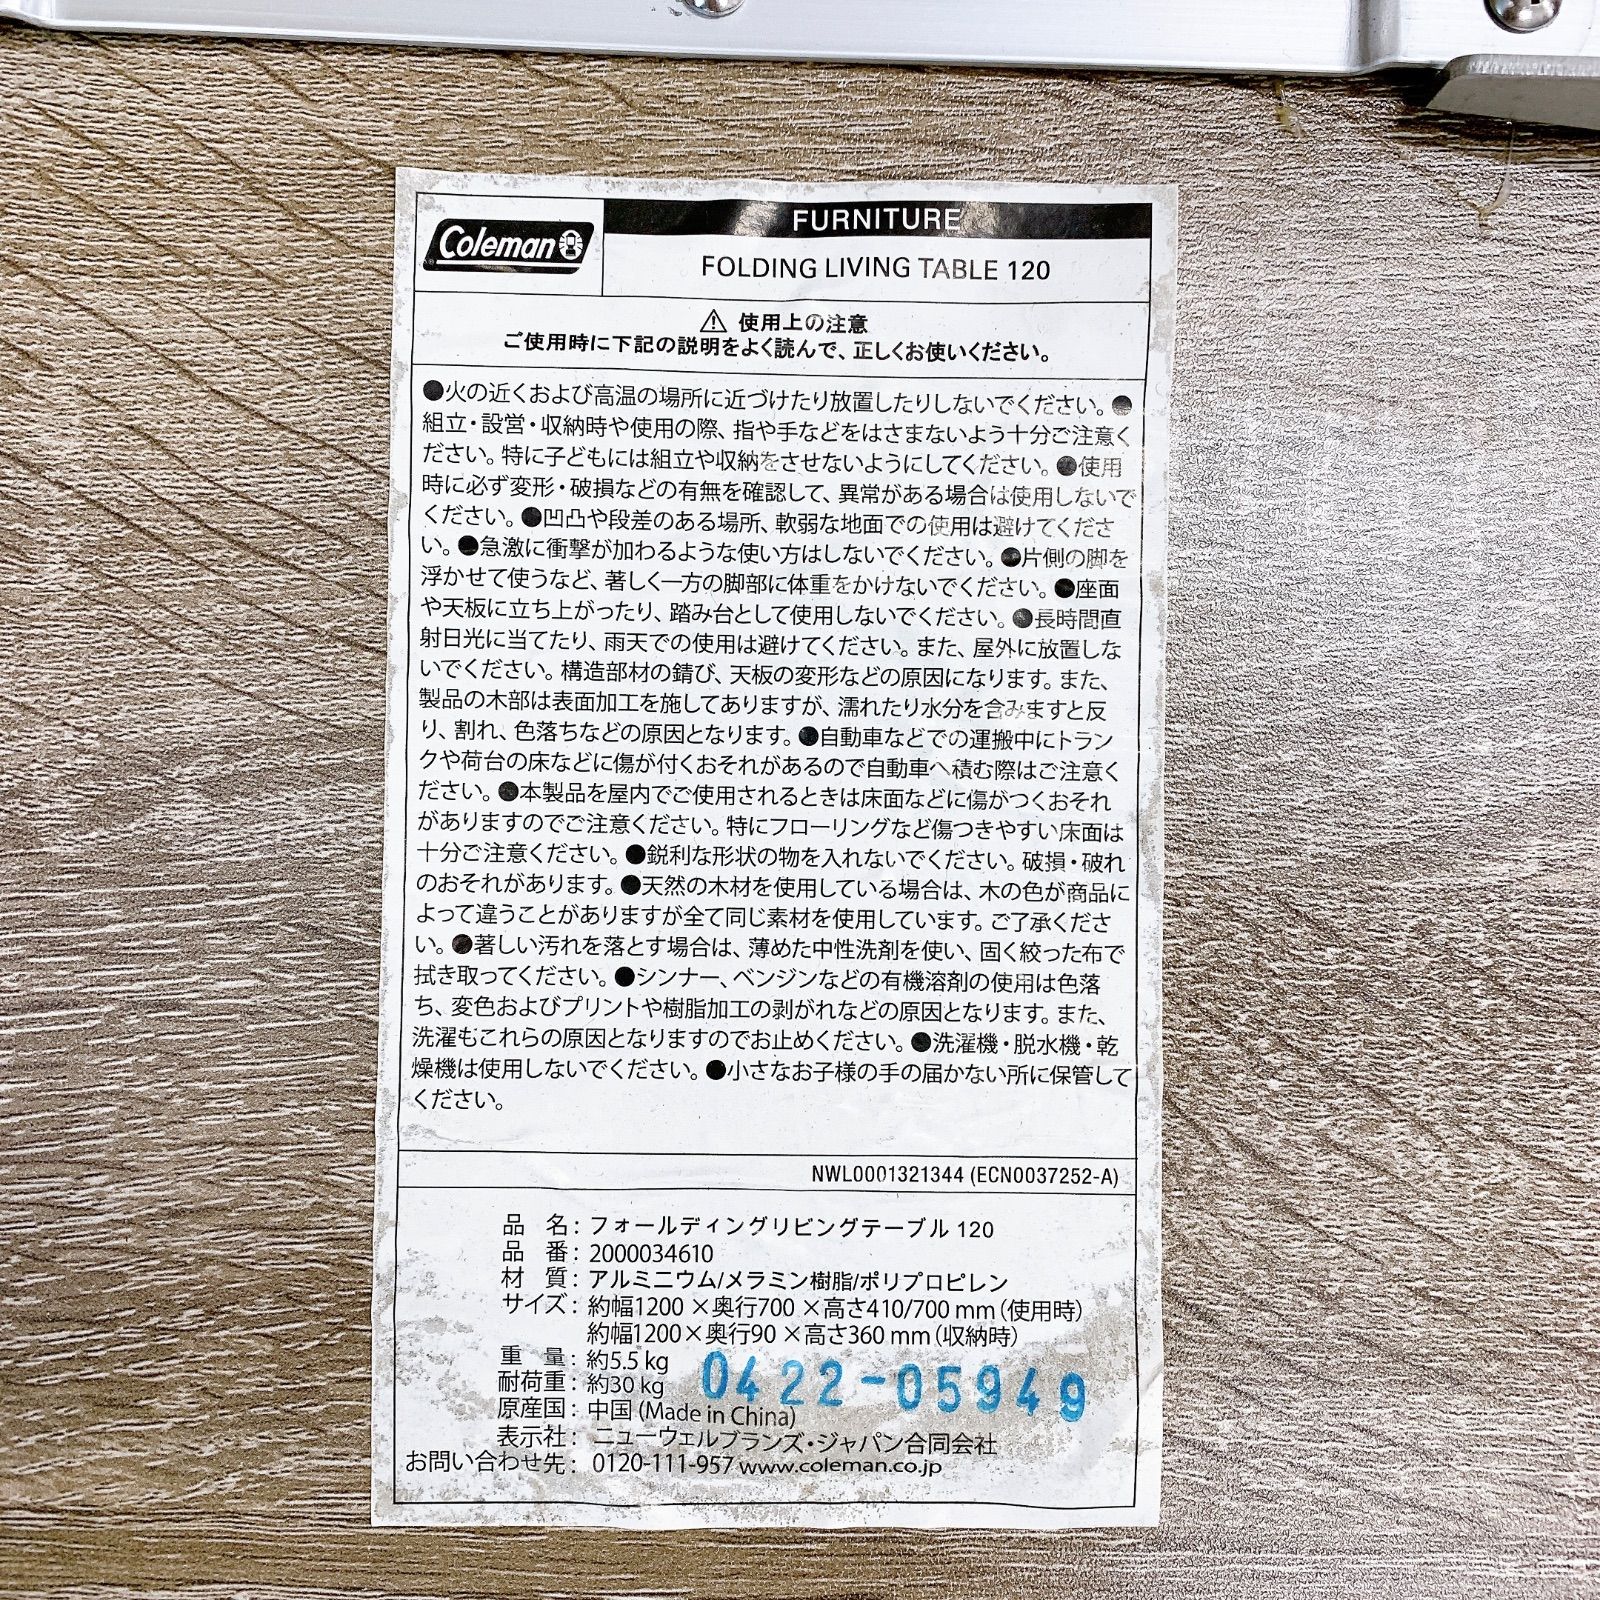 Coleman
FURNITURE
FOLDING LIVING TABLE 120
⚠ 使用上の注意
ご使用時に下記の説明をよく読んで、正しくお使いください。
●火の近くおよび高温の場所に近づけたり放置したりしないでください。●
組立・設営・収納時や使用の際、指や手などをはさまないよう十分ご注意く
ださい。特に子どもには組立や収納をさせないようにしてください。●使用
時に必ず変形・破損などの有無を確認して、異常がある場合は使用しないで
ください。●凹凸や段差のある場所、軟弱な地面での使用は避けてくださ
い。●急激に衝撃が加わるような使い方はしないでください。●片側の脚を
浮かせて使うなど、著しく一方の脚部に体重をかけないでください。●座面
や天板に立ち上がったり、踏み台として使用しないでください。●長時間直
射日光に当てたり、雨天での使用は避けてください。また、屋外に放置しな
いでください。構造部材の錆び、天板の変形などの原因になります。また、
製品の木部は表面加工を施してありますが、濡れたり水分を含みますと反
り、割れ、色落ちなどの原因となります。●自動車などでの運搬中にトラン
クや荷台の床などに傷が付くおそれがあるので自動車へ積む際はご注意く
ださい。●本製品を屋内でご使用されるときは床面などに傷がつくおそれ
がありますのでご注意ください。特にフローリングなど傷つきやすい床面は
十分ご注意ください。●鋭利な形状の物を入れないでください。破損・破れ
のおそれがあります。●天然の木材を使用している場合は、木の色が商品に
よって違うことがありますが全て同じ素材を使用しています。ご了承くださ
い。●著しい汚れを落とす場合は、薄めた中性洗剤を使い、固く絞った布で
拭き取ってください。●シンナー、ベンジンなどの有機溶剤の使用は色落
ち、変色およびプリントや樹脂加工の剥がれなどの原因となります。また、
洗濯もこれらの原因となりますのでお止めください。●洗濯機・脱水機・乾
燥機は使用しないでください。●小さなお子様の手の届かない所に保管して
ください。
NWL0001321344 (ECN0037252-A)
品 名：フォールディングリビングテーブル 120
品 番：2000034610
材 質：アルミニウム/メラミン樹脂/ポリプロピレン
サイズ：約幅1200 × 奥行700 × 高さ410/700 mm（使用時）
約幅1200 × 奥行90 × 高さ360 mm（収納時）
重 量：約5.5 kg
耐荷重：約30 kg
0422-05949
原産国：中国 (Made in China)
表示社：ニューウェルブランズ・ジャパン合同会社
お問い合わせ先：0120-111-957 www.coleman.co.jp